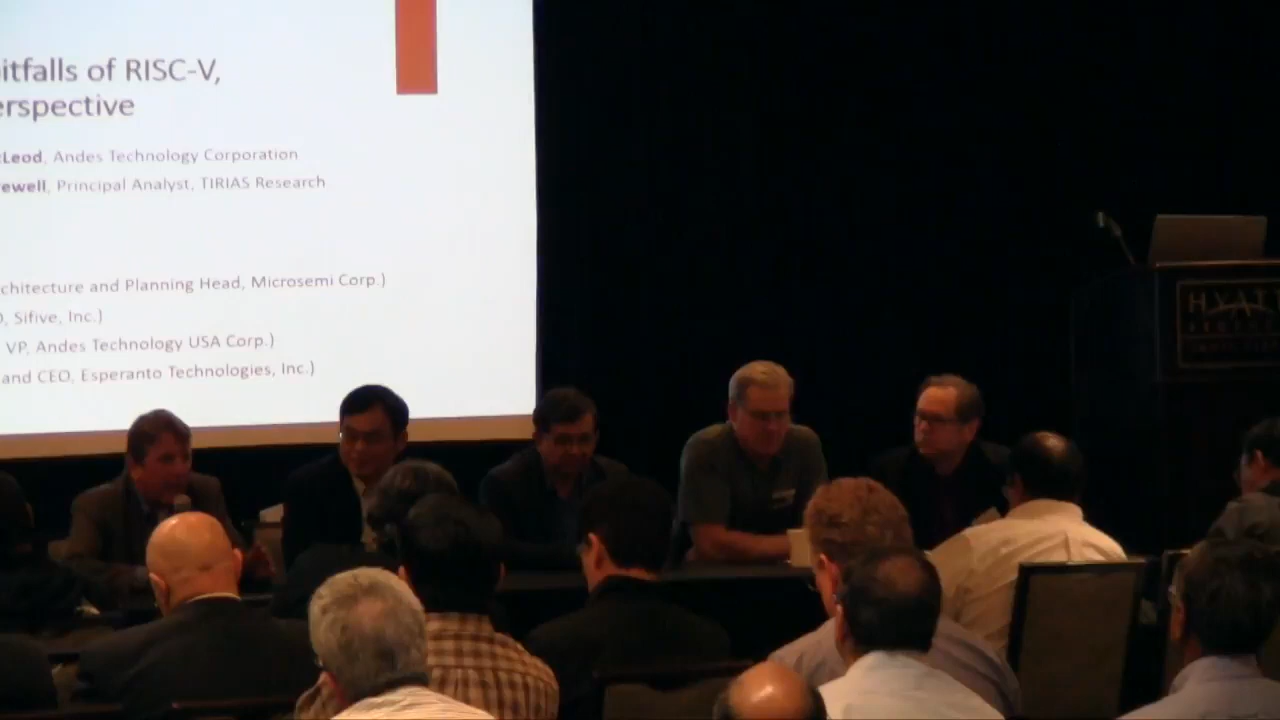 itfalls of RISC-V,
erspective
Leod, Andes Technology Corporation
ewell, Principal Analyst, TIRIAS Research
chitecture and Planning Head, Microsemi Corp.)
, Sifive, Inc.)
VP, Andes Technology USA Corp.)
and CEO, Esperanto Technologies, Inc.)
HYATT